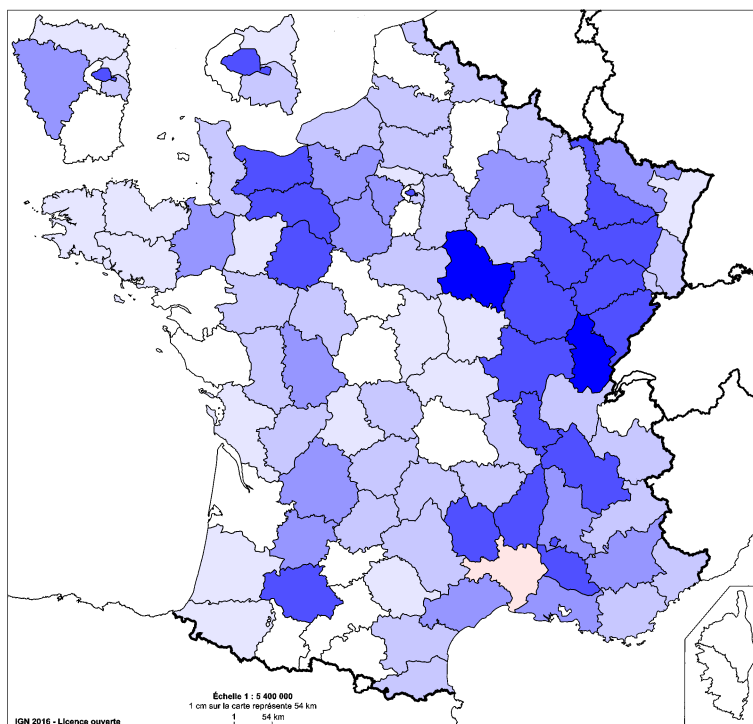 Échelle 1 : 5 400 000
1 cm sur la carte représente 54 km
1 54 km
IGN 2016 - Licence ouverte